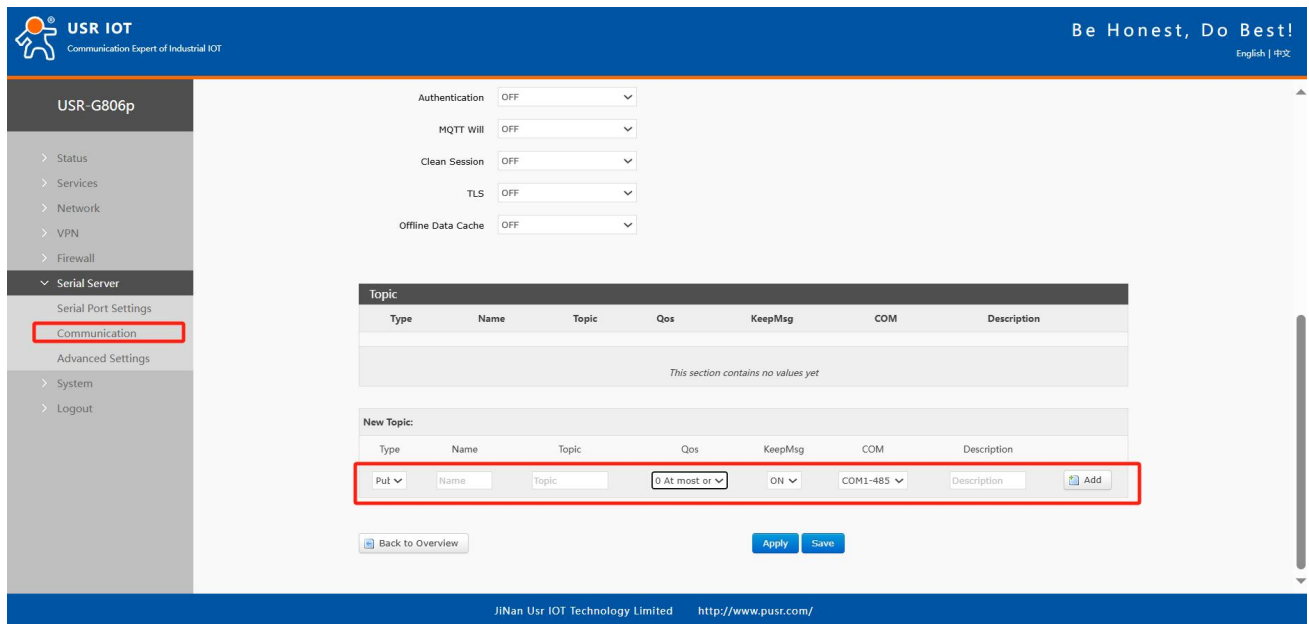 USR IOT
Communication Expert of Industrial IOT
Be Honest, Do Best!
English | 中文
USR-G806p
Status
Services
Network
VPN
Firewall
Serial Server
Serial Port Settings
Communication
Advanced Settings
System
Logout
Authentication OFF
MQTT Will OFF
Clean Session OFF
TLS OFF
Offline Data Cache OFF
Topic
Type Name Topic Qos KeepMsg COM Description
This section contains no values yet
New Topic:
Type Name Topic Qos KeepMsg COM Description
Put Name Topic 0 At most or ON COM1-485 Description Add
Back to Overview Apply Save
JiNan Usr IOT Technology Limited http://www.pusr.com/